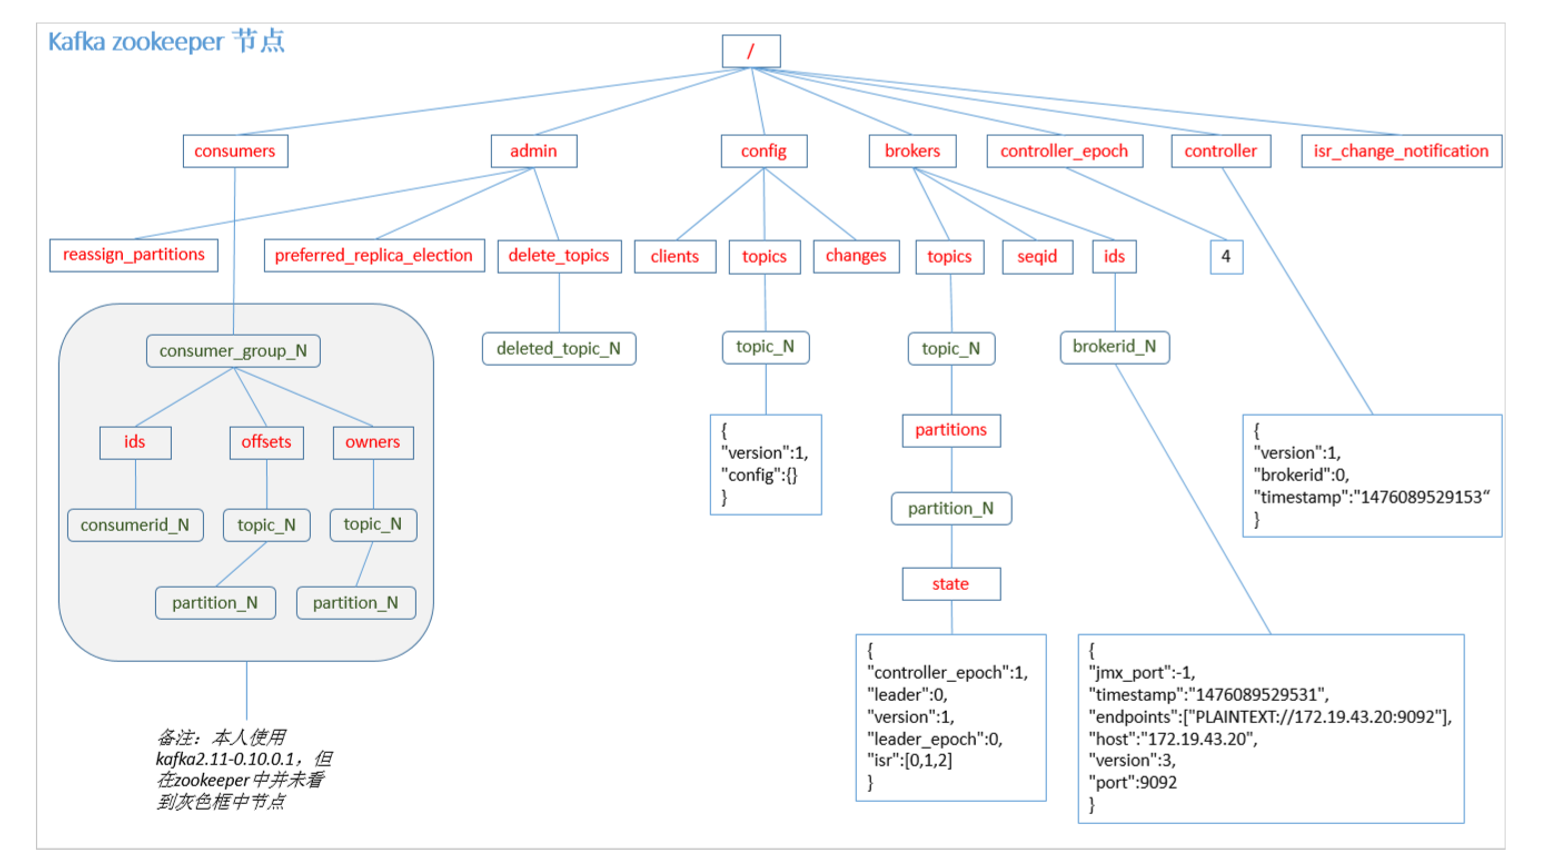 Kafka zookeeper 节点
/
consumers
admin
config
brokers
controller_epoch
controller
isr_change_notification
reassign_partitions
preferred_replica_election
delete_topics
clients
topics
changes
topics
seqid
ids
4
consumer_group_N
deleted_topic_N
topic_N
topic_N
brokerid_N
ids
offsets
owners
{
"version":1,
"config":{}
}
partitions
{
"version":1,
"brokerid":0,
"timestamp":"1476089529153“
}
consumerid_N
topic_N
topic_N
partition_N
partition_N
partition_N
state
{
"controller_epoch":1,
"leader":0,
"version":1,
"leader_epoch":0,
"isr":[0,1,2]
}
{
"jmx_port":-1,
"timestamp":"1476089529531",
"endpoints":["PLAINTEXT://172.19.43.20:9092"],
"host":"172.19.43.20",
"version":3,
"port":9092
}
备注：本人使用
kafka2.11-0.10.0.1，但
在zookeeper中并未看
到灰色框中节点